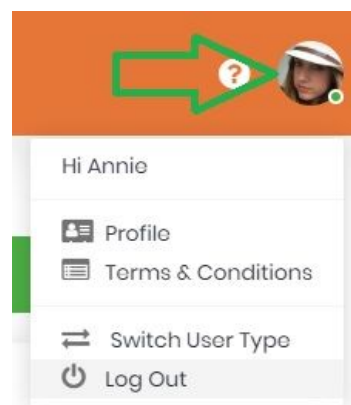 ?
Hi Annie
Profile
Terms & Conditions
Switch User Type
Log Out